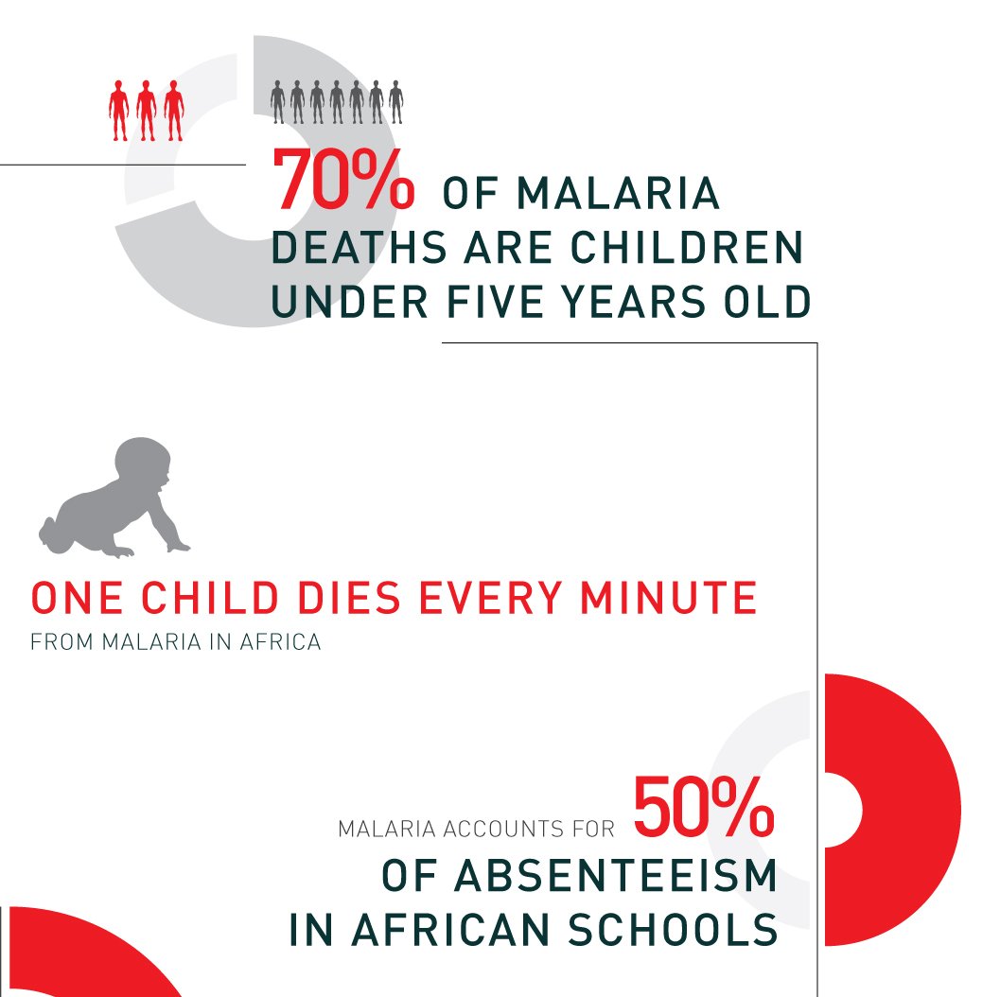 70% OF MALARIA
DEATHS ARE CHILDREN
UNDER FIVE YEARS OLD
ONE CHILD DIES EVERY MINUTE
FROM MALARIA IN AFRICA
MALARIA ACCOUNTS FOR 50%
OF ABSENTEEISM
IN AFRICAN SCHOOLS